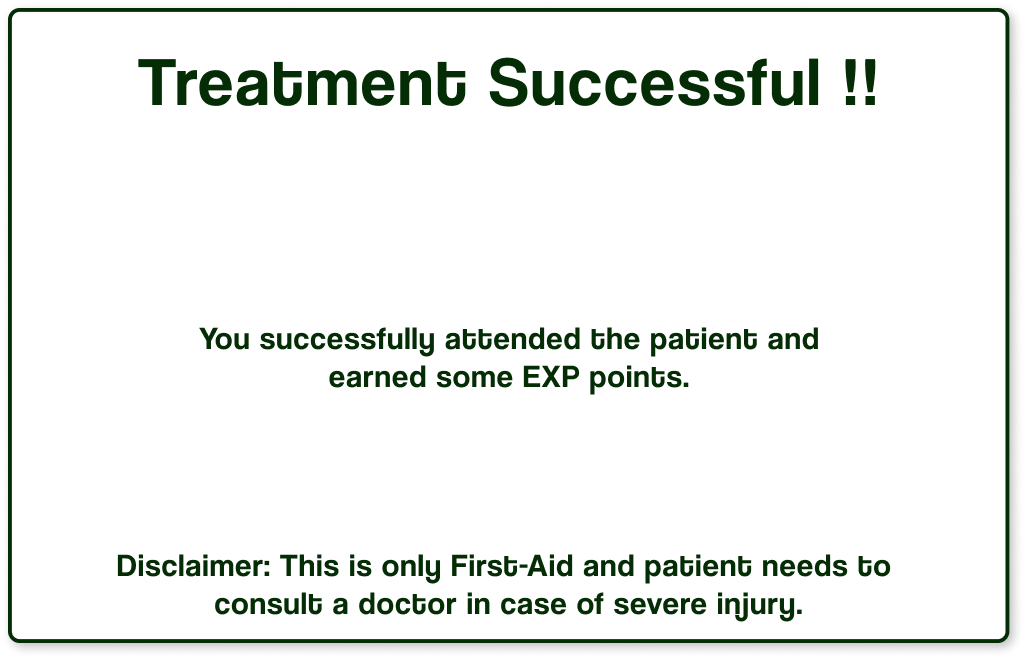 Treatment Successful !!
You successfully attended the patient and
earned some EXP points.
Disclaimer: This is only First-Aid and patient needs to
consult a doctor in case of severe injury.